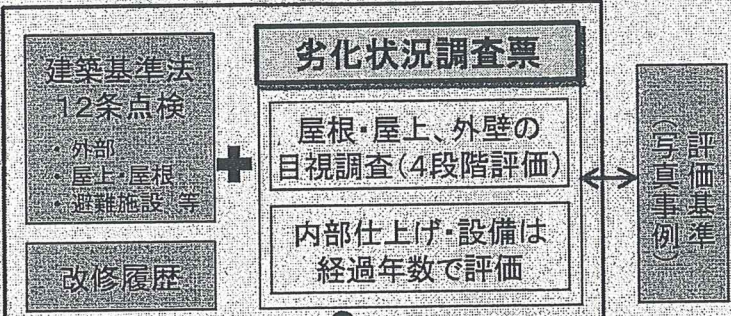 建築基準法
12条点検
・外部
・屋上・屋根
・避難施設 等
改修履歴
劣化状況調査票
屋根・屋上、外壁の
目視調査(4段階評価)
内部仕上げ・設備は
経過年数で評価
評価基準
(写真事例)